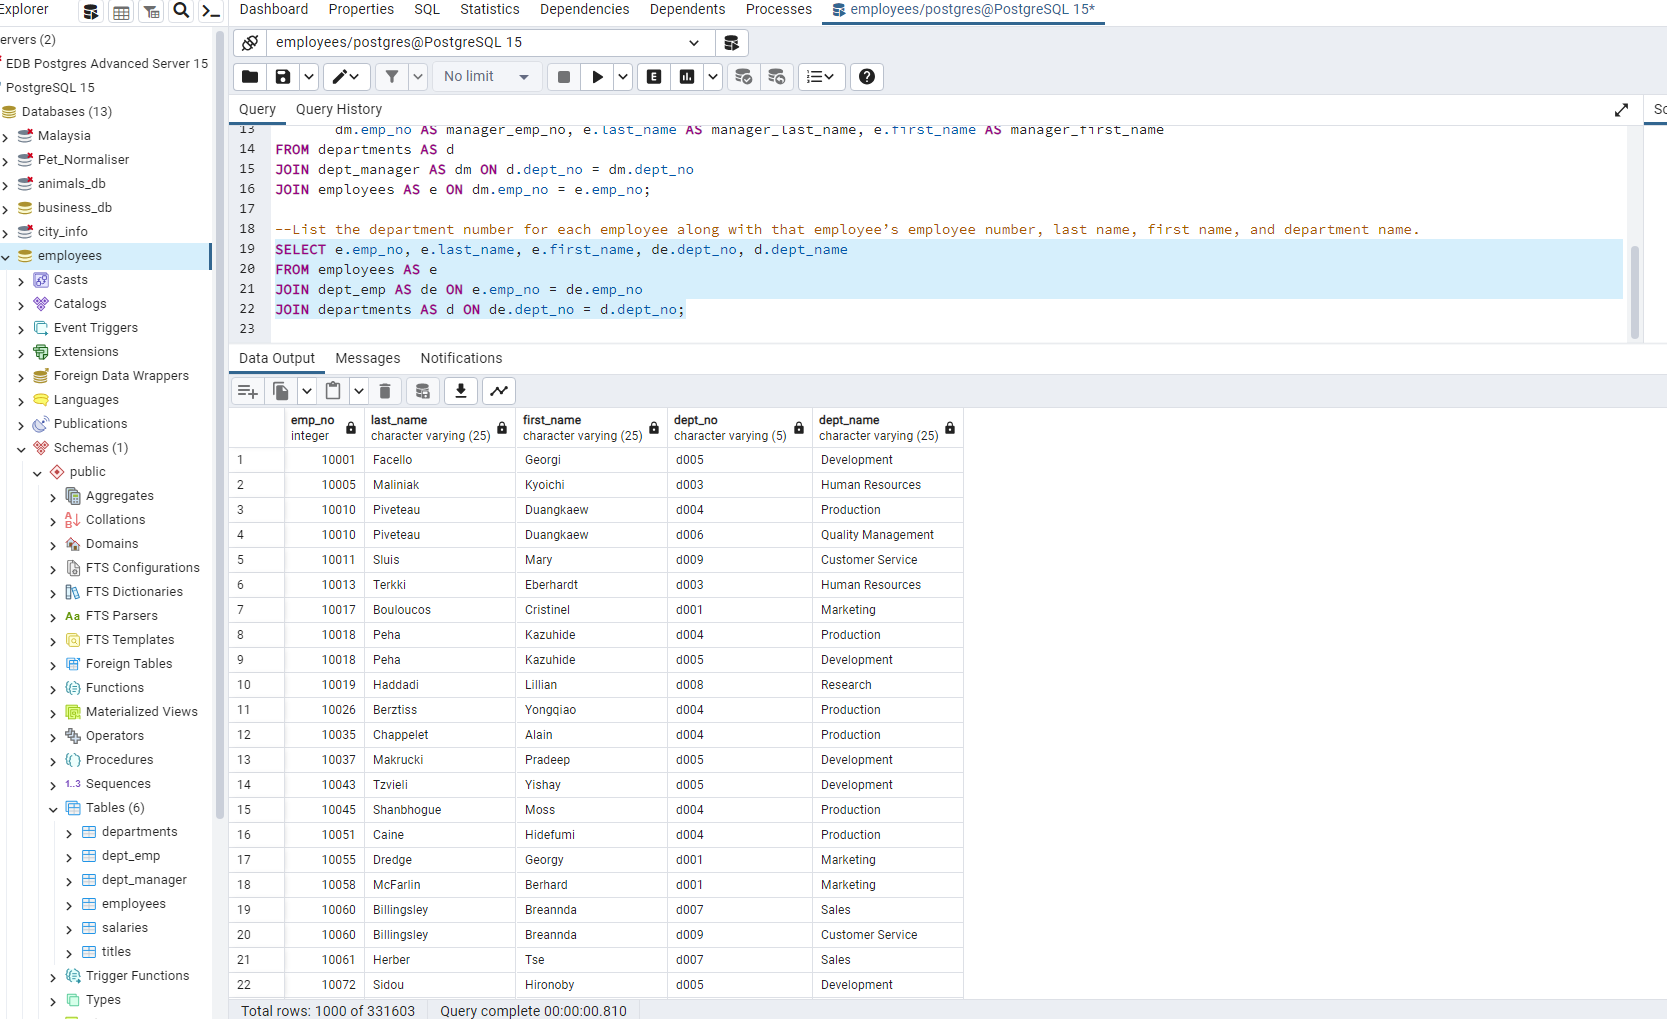 Explorer
Servers (2)
EDB Postgres Advanced Server 15
PostgreSQL 15
Databases (13)
Malaysia
Pet_Normaliser
animals_db
business_db
city_info
employees
Casts
Catalogs
Event Triggers
Extensions
Foreign Data Wrappers
Languages
Publications
Schemas (1)
public
Aggregates
Collations
Domains
FTS Configurations
FTS Dictionaries
Aa FTS Parsers
FTS Templates
Foreign Tables
Functions
Materialized Views
Operators
Procedures
1..3 Sequences
Tables (6)
departments
dept_emp
dept_manager
employees
salaries
titles
Trigger Functions
Types
Dashboard Properties SQL Statistics Dependencies Dependents Processes employees/postgres@PostgreSQL 15*
employees/postgres@PostgreSQL 15
No limit
Query Query History
13 dm.emp_no AS manager_emp_no, e.last_name AS manager_last_name, e.first_name AS manager_first_name
14 FROM departments AS d
15 JOIN dept_manager AS dm ON d.dept_no = dm.dept_no
16 JOIN employees AS e ON dm.emp_no = e.emp_no;
17
18 --List the department number for each employee along with that employee’s employee number, last name, first name, and department name.
19 SELECT e.emp_no, e.last_name, e.first_name, de.dept_no, d.dept_name
20 FROM employees AS e
21 JOIN dept_emp AS de ON e.emp_no = de.emp_no
22 JOIN departments AS d ON de.dept_no = d.dept_no;
23
Data Output Messages Notifications
emp_no last_name first_name dept_no dept_name
integer character varying (25) character varying (25) character varying (5) character varying (25)
1 10001 Facello Georgi d005 Development
2 10005 Maliniak Kyoichi d003 Human Resources
3 10010 Piveteau Duangkaew d004 Production
4 10010 Piveteau Duangkaew d006 Quality Management
5 10011 Sluis Mary d009 Customer Service
6 10013 Terkki Eberhardt d003 Human Resources
7 10017 Bouloucos Cristinel d001 Marketing
8 10018 Peha Kazuhide d004 Production
9 10018 Peha Kazuhide d005 Development
10 10019 Haddadi Lillian d008 Research
11 10026 Berztiss Yongqiao d004 Production
12 10035 Chappelet Alain d004 Production
13 10037 Makrucki Pradeep d005 Development
14 10043 Tzvieli Yishay d005 Development
15 10045 Shanbhogue Moss d004 Production
16 10051 Caine Hidefumi d004 Production
17 10055 Dredge Georgy d001 Marketing
18 10058 McFarlin Berhard d001 Marketing
19 10060 Billingsley Breannda d007 Sales
20 10060 Billingsley Breannda d009 Customer Service
21 10061 Herber Tse d007 Sales
22 10072 Sidou Hironoby d005 Development
Total rows: 1000 of 331603 Query complete 00:00:00.810